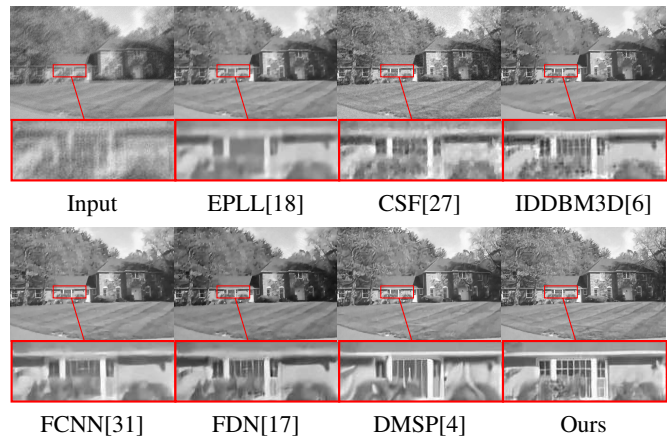 Input EPLL[18] CSF[27] IDDBM3D[6]
FCNN[31] FDN[17] DMSP[4] Ours